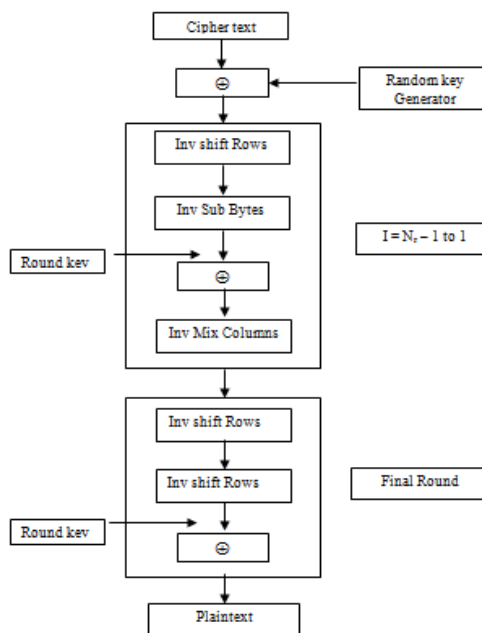 Cipher text
⊕
Random key
Generator
Inv shift Rows
Inv Sub Bytes
I = Nᵣ – 1 to 1
Round kev
⊕
Inv Mix Columns
Inv shift Rows
Inv shift Rows
Final Round
Round kev
⊕
Plaintext